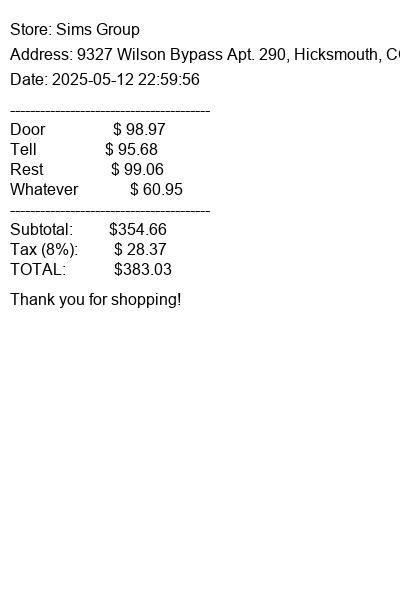 Store: Sims Group
Address: 9327 Wilson Bypass Apt. 290, Hicksmouth,
Date: 2025-05-12 22:59:56
----------------------------------------
Door $ 98.97
Tell $ 95.68
Rest $ 99.06
Whatever $ 60.95
----------------------------------------
Subtotal: $354.66
Tax (8%): $ 28.37
TOTAL: $383.03
Thank you for shopping!